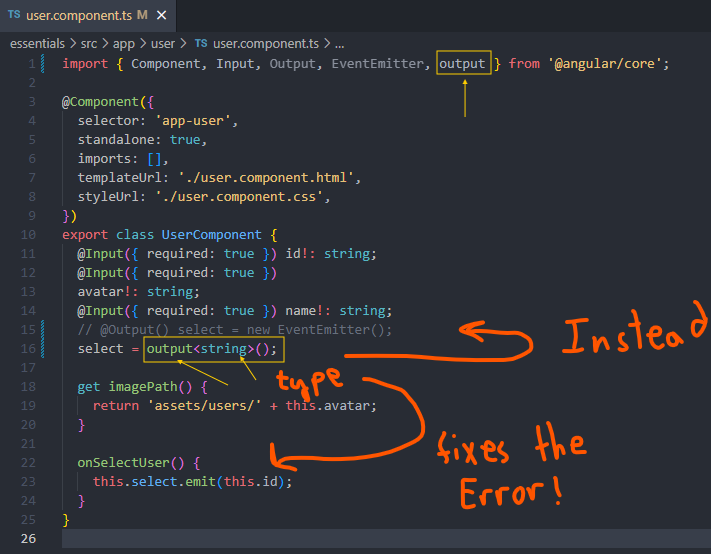 TS user.component.ts M ×
essentials > src > app > user > TS user.component.ts > ...
1 import { Component, Input, Output, EventEmitter, output } from '@angular/core';
2
3 @Component({
4 selector: 'app-user',
5 standalone: true,
6 imports: [],
7 templateUrl: './user.component.html',
8 styleUrl: './user.component.css',
9 })
10 export class UserComponent {
11 @Input({ required: true }) id!: string;
12 @Input({ required: true })
13 avatar!: string;
14 @Input({ required: true }) name!: string;
15 // @Output() select = new EventEmitter();
Instead
16 select = output<string>();
17
type
18 get imagePath() {
19 return 'assets/users/' + this.avatar;
20 }
21
fixes the
22 onSelectUser() {
23 this.select.emit(this.id);
Error!
24 }
25 }
26